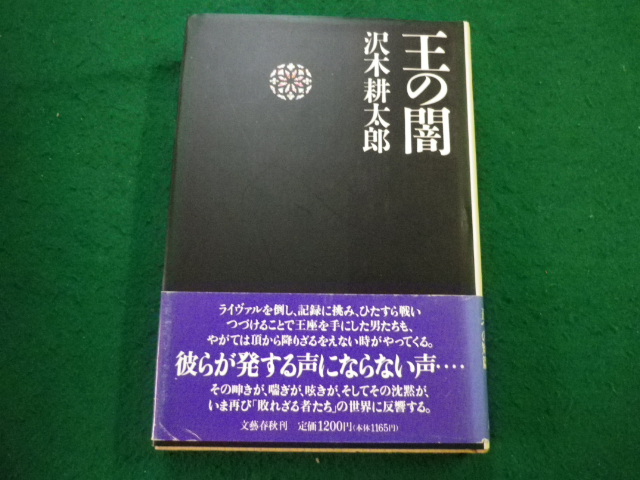 王の闇
沢木耕太郎
ライヴァルを倒し、記録に挑み、ひたすら戦い
つづけることで王座を手にした男たちも、
やがては頂から降りざるをえない時がやってくる。
彼らが発する声にならない声‥‥
その呻きが、喘ぎが、呟きが、そしてその沈黙が、
いま再び「敗れざる者たち」の世界に反響する。
文藝春秋刊 定価1200円(本体1165円)